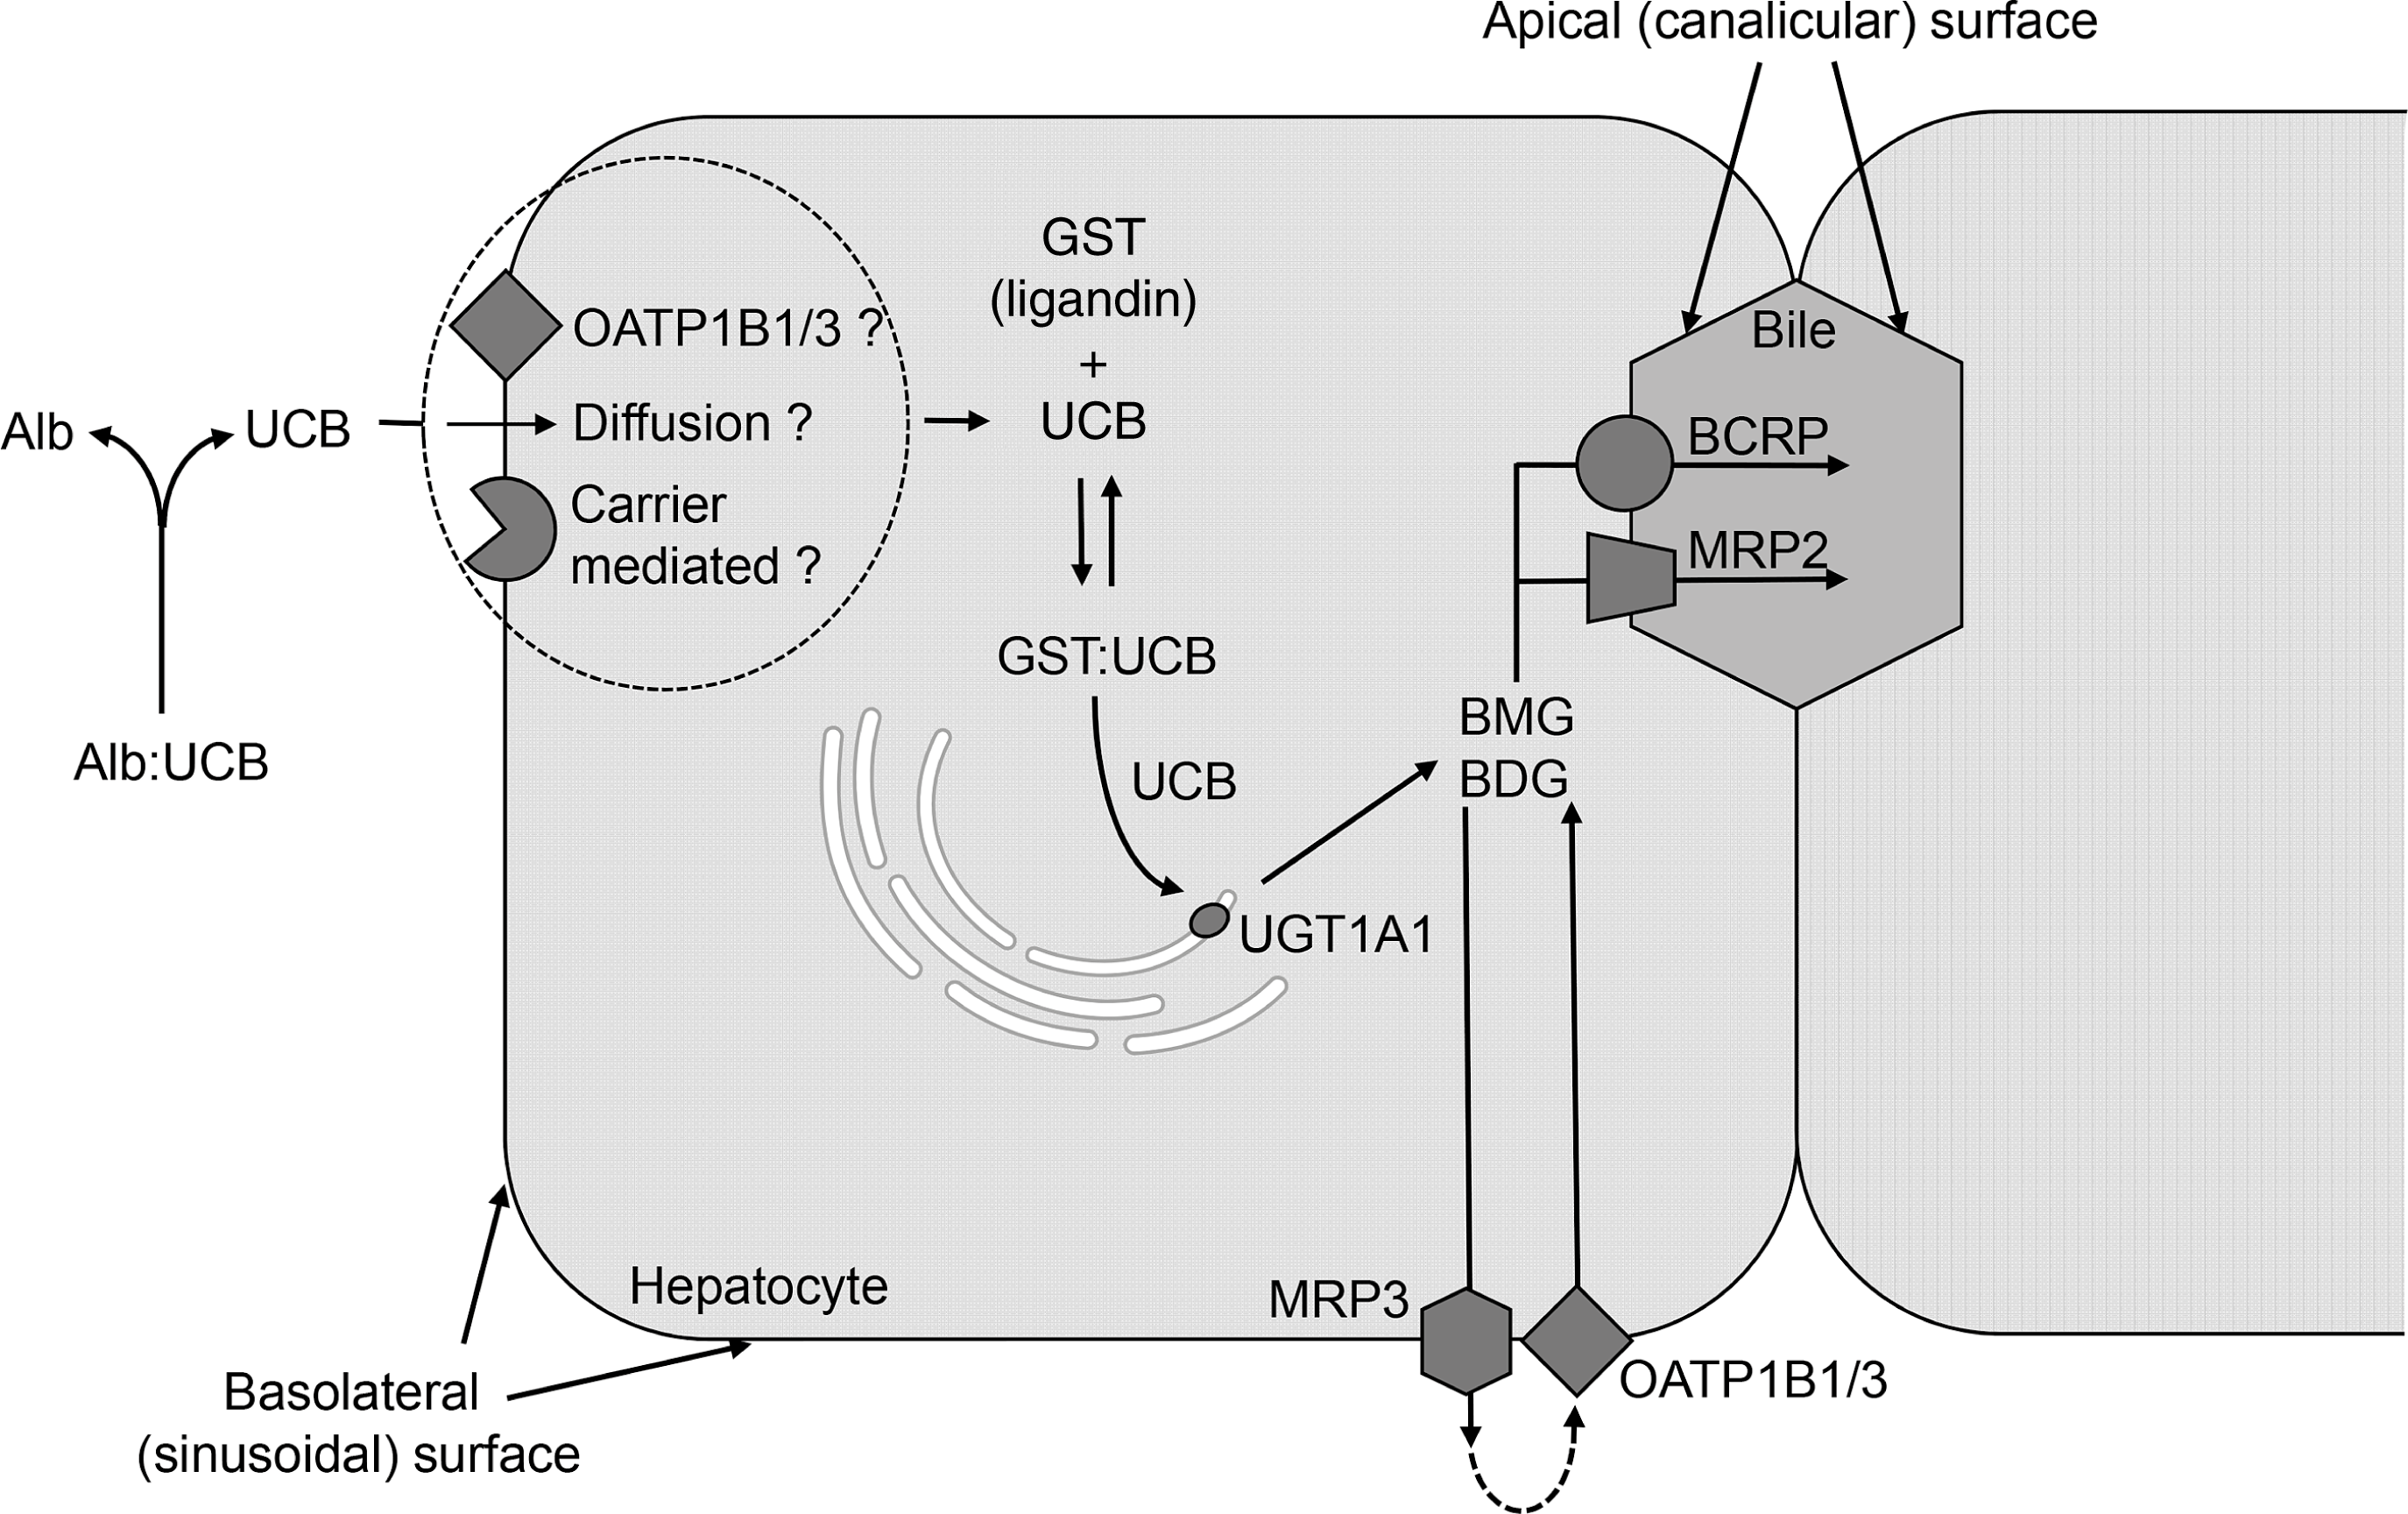 Apical (canalicular) surface
GST
(ligandin)
+
UCB
OATP1B1/3 ?
Bile
Alb
UCB
Diffusion ?
BCRP
Carrier
mediated ?
MRP2
GST:UCB
Alb:UCB
BMG
BDG
UCB
UGT1A1
Hepatocyte
MRP3
OATP1B1/3
Basolateral
(sinusoidal) surface